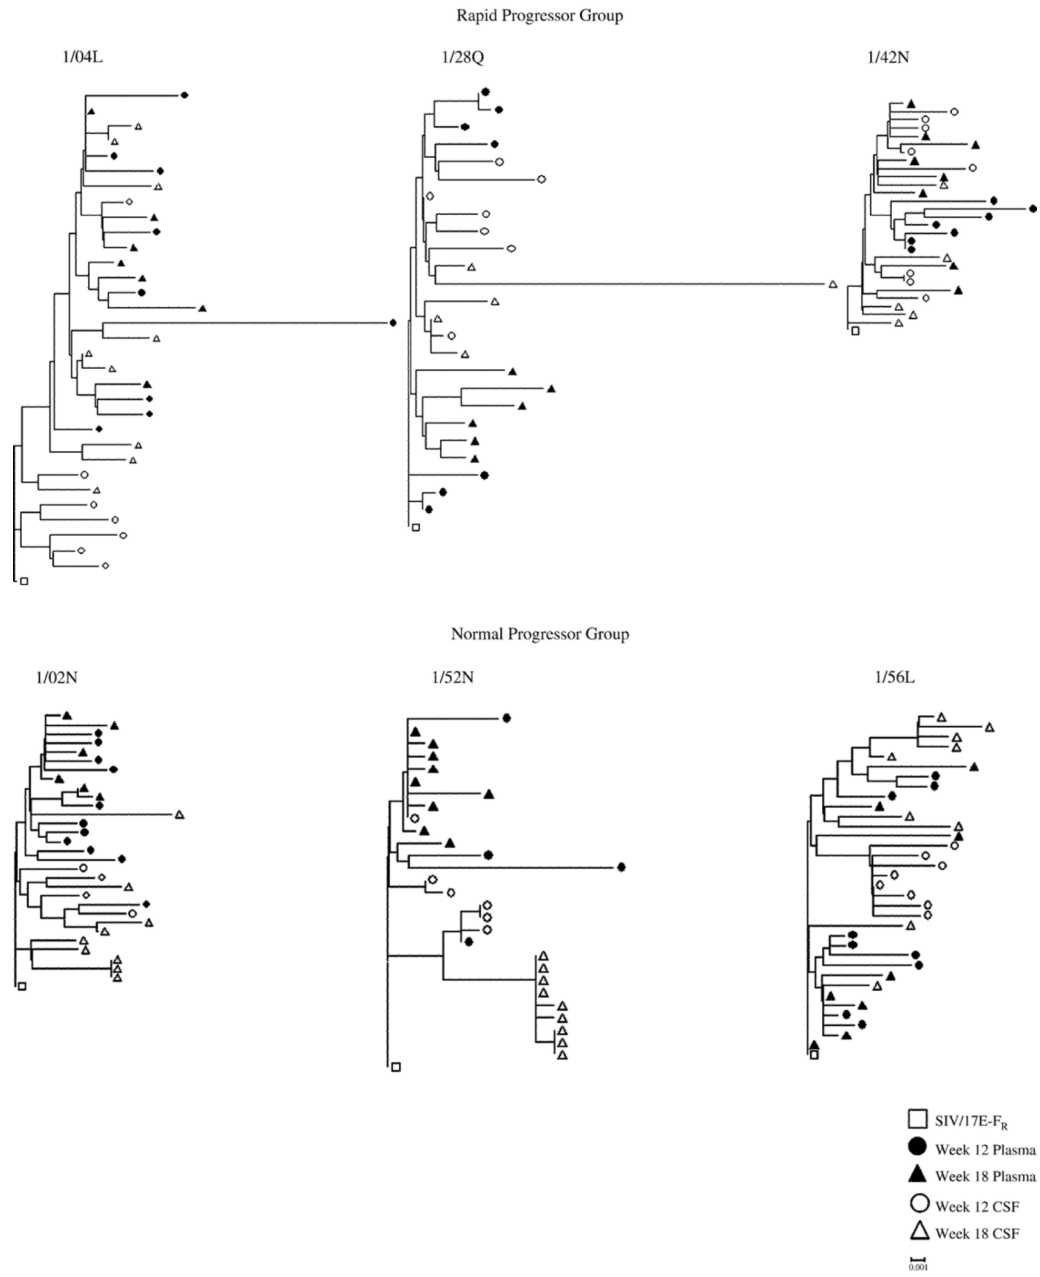 Rapid Progressor Group
1/04L
1/28Q
1/42N
Normal Progressor Group
1/02N
1/52N
1/56L
SIV/17E-FR
Week 12 Plasma
Week 18 Plasma
Week 12 CSF
Week 18 CSF
0.001